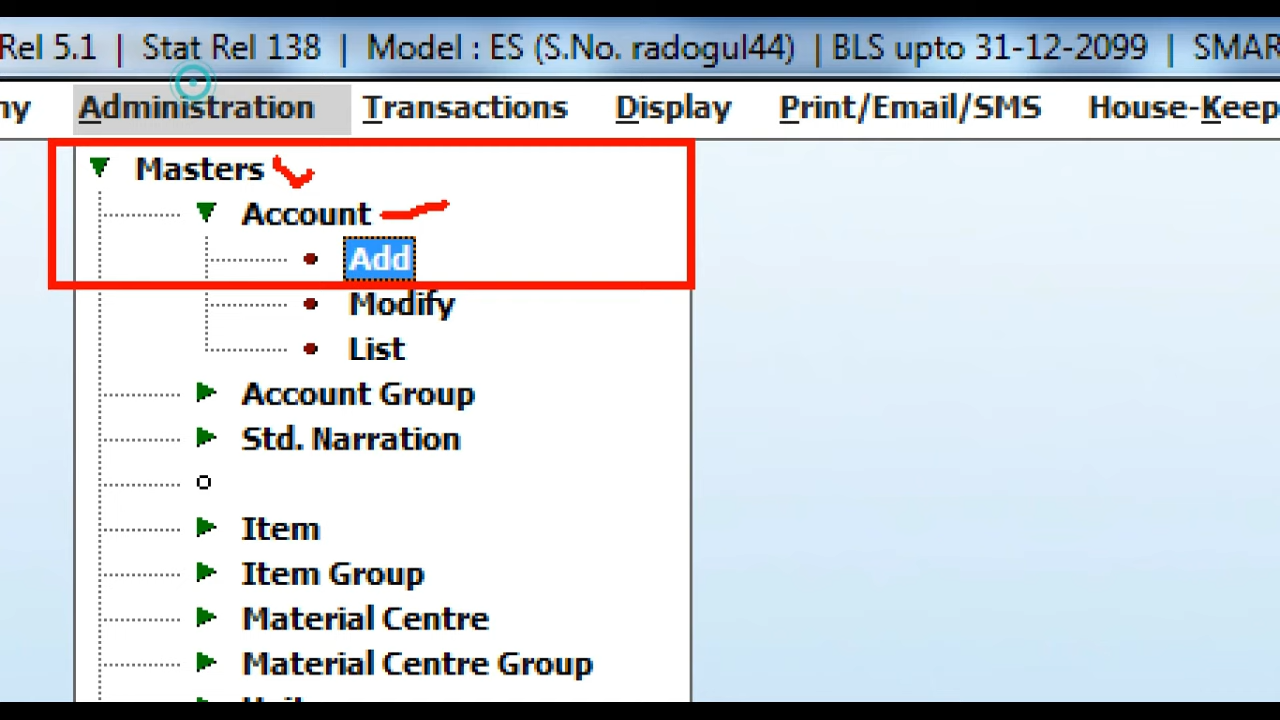 Rel 5.1 | Stat Rel 138 | Model : ES (S.No. radogul44) | BLS upto 31-12-2099 | SMAR
ny Administration Transactions Display Print/Email/SMS House-Keep
Masters
Account
Add
Modify
List
Account Group
Std. Narration
Item
Item Group
Material Centre
Material Centre Group